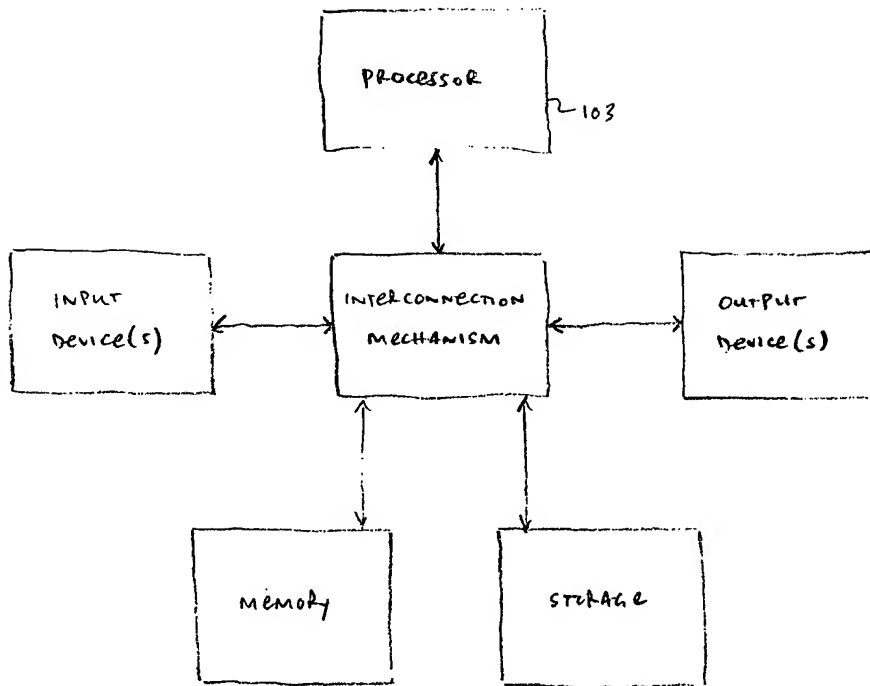 PROCESSOR
103
INPUT
DEVICE(S)
INTERCONNECTION
MECHANISM
OUTPUT
DEVICE(S)
MEMORY
STORAGE